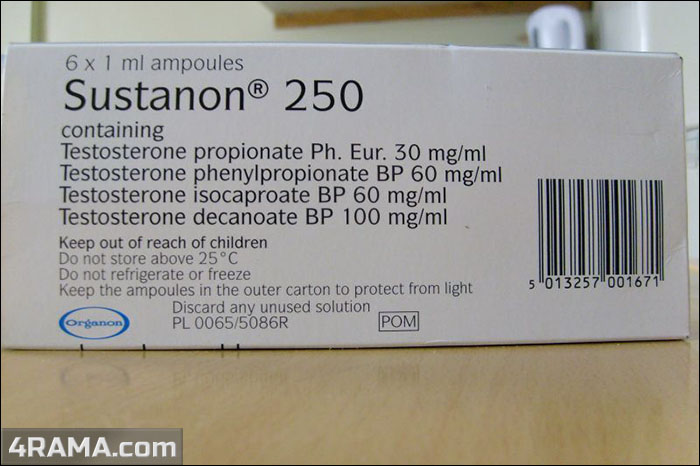 6 x 1 ml ampoules
Sustanon® 250
containing
Testosterone propionate Ph. Eur. 30 mg/ml
Testosterone phenylpropionate BP 60 mg/ml
Testosterone isocaproate BP 60 mg/ml
Testosterone decanoate BP 100 mg/ml
Keep out of reach of children
Do not store above 25°C
Do not refrigerate or freeze
Keep the ampoules in the outer carton to protect from light
Discard any unused solution
Organon
PL 0065/5086R
POM
5 013257 001671
4RAMA.com